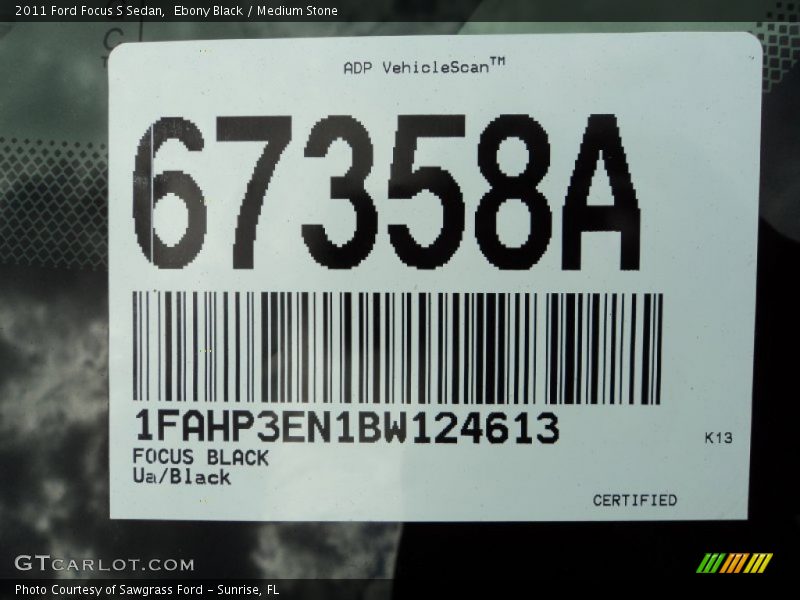 2011 Ford Focus S Sedan,  Ebony Black / Medium Stone
ADP VehicleScan™
67358A
1FAHP3EN1BW124613
K13
FOCUS BLACK
Ua/Black
CERTIFIED
GTCARLOT.COM
Photo Courtesy of Sawgrass Ford - Sunrise, FL